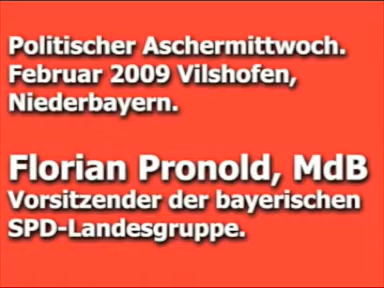 Politischer Aschermittwoch.
Februar 2009 Vilshofen,
Niederbayern.
Florian Pronold, MdB
Vorsitzender der bayerischen
SPD-Landesgruppe.